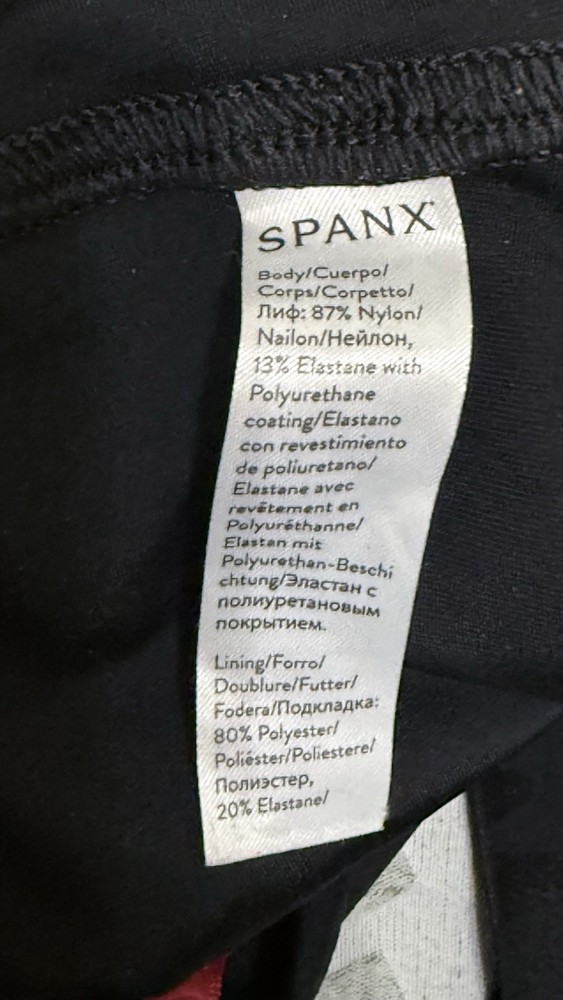 SPANX®
Body/Cuerpo/
Corps/Corpetto/
Лиф: 87% Nylon/
Nailon/Нейлон,
13% Elastane with
Polyurethane
coating/Elastano
con revestimiento
de poliuretano/
Elastane avec
revêtement en
Polyuréthanne/
Elastan mit
Polyurethan-Beschi
chtung/Эластан с
полиуретановым
покрытием.
Lining/Forro/
Doublure/Futter/
Fodera/Подкладка:
80% Polyester/
Poliéster/Poliestere/
Полиэстер,
20% Elastane/